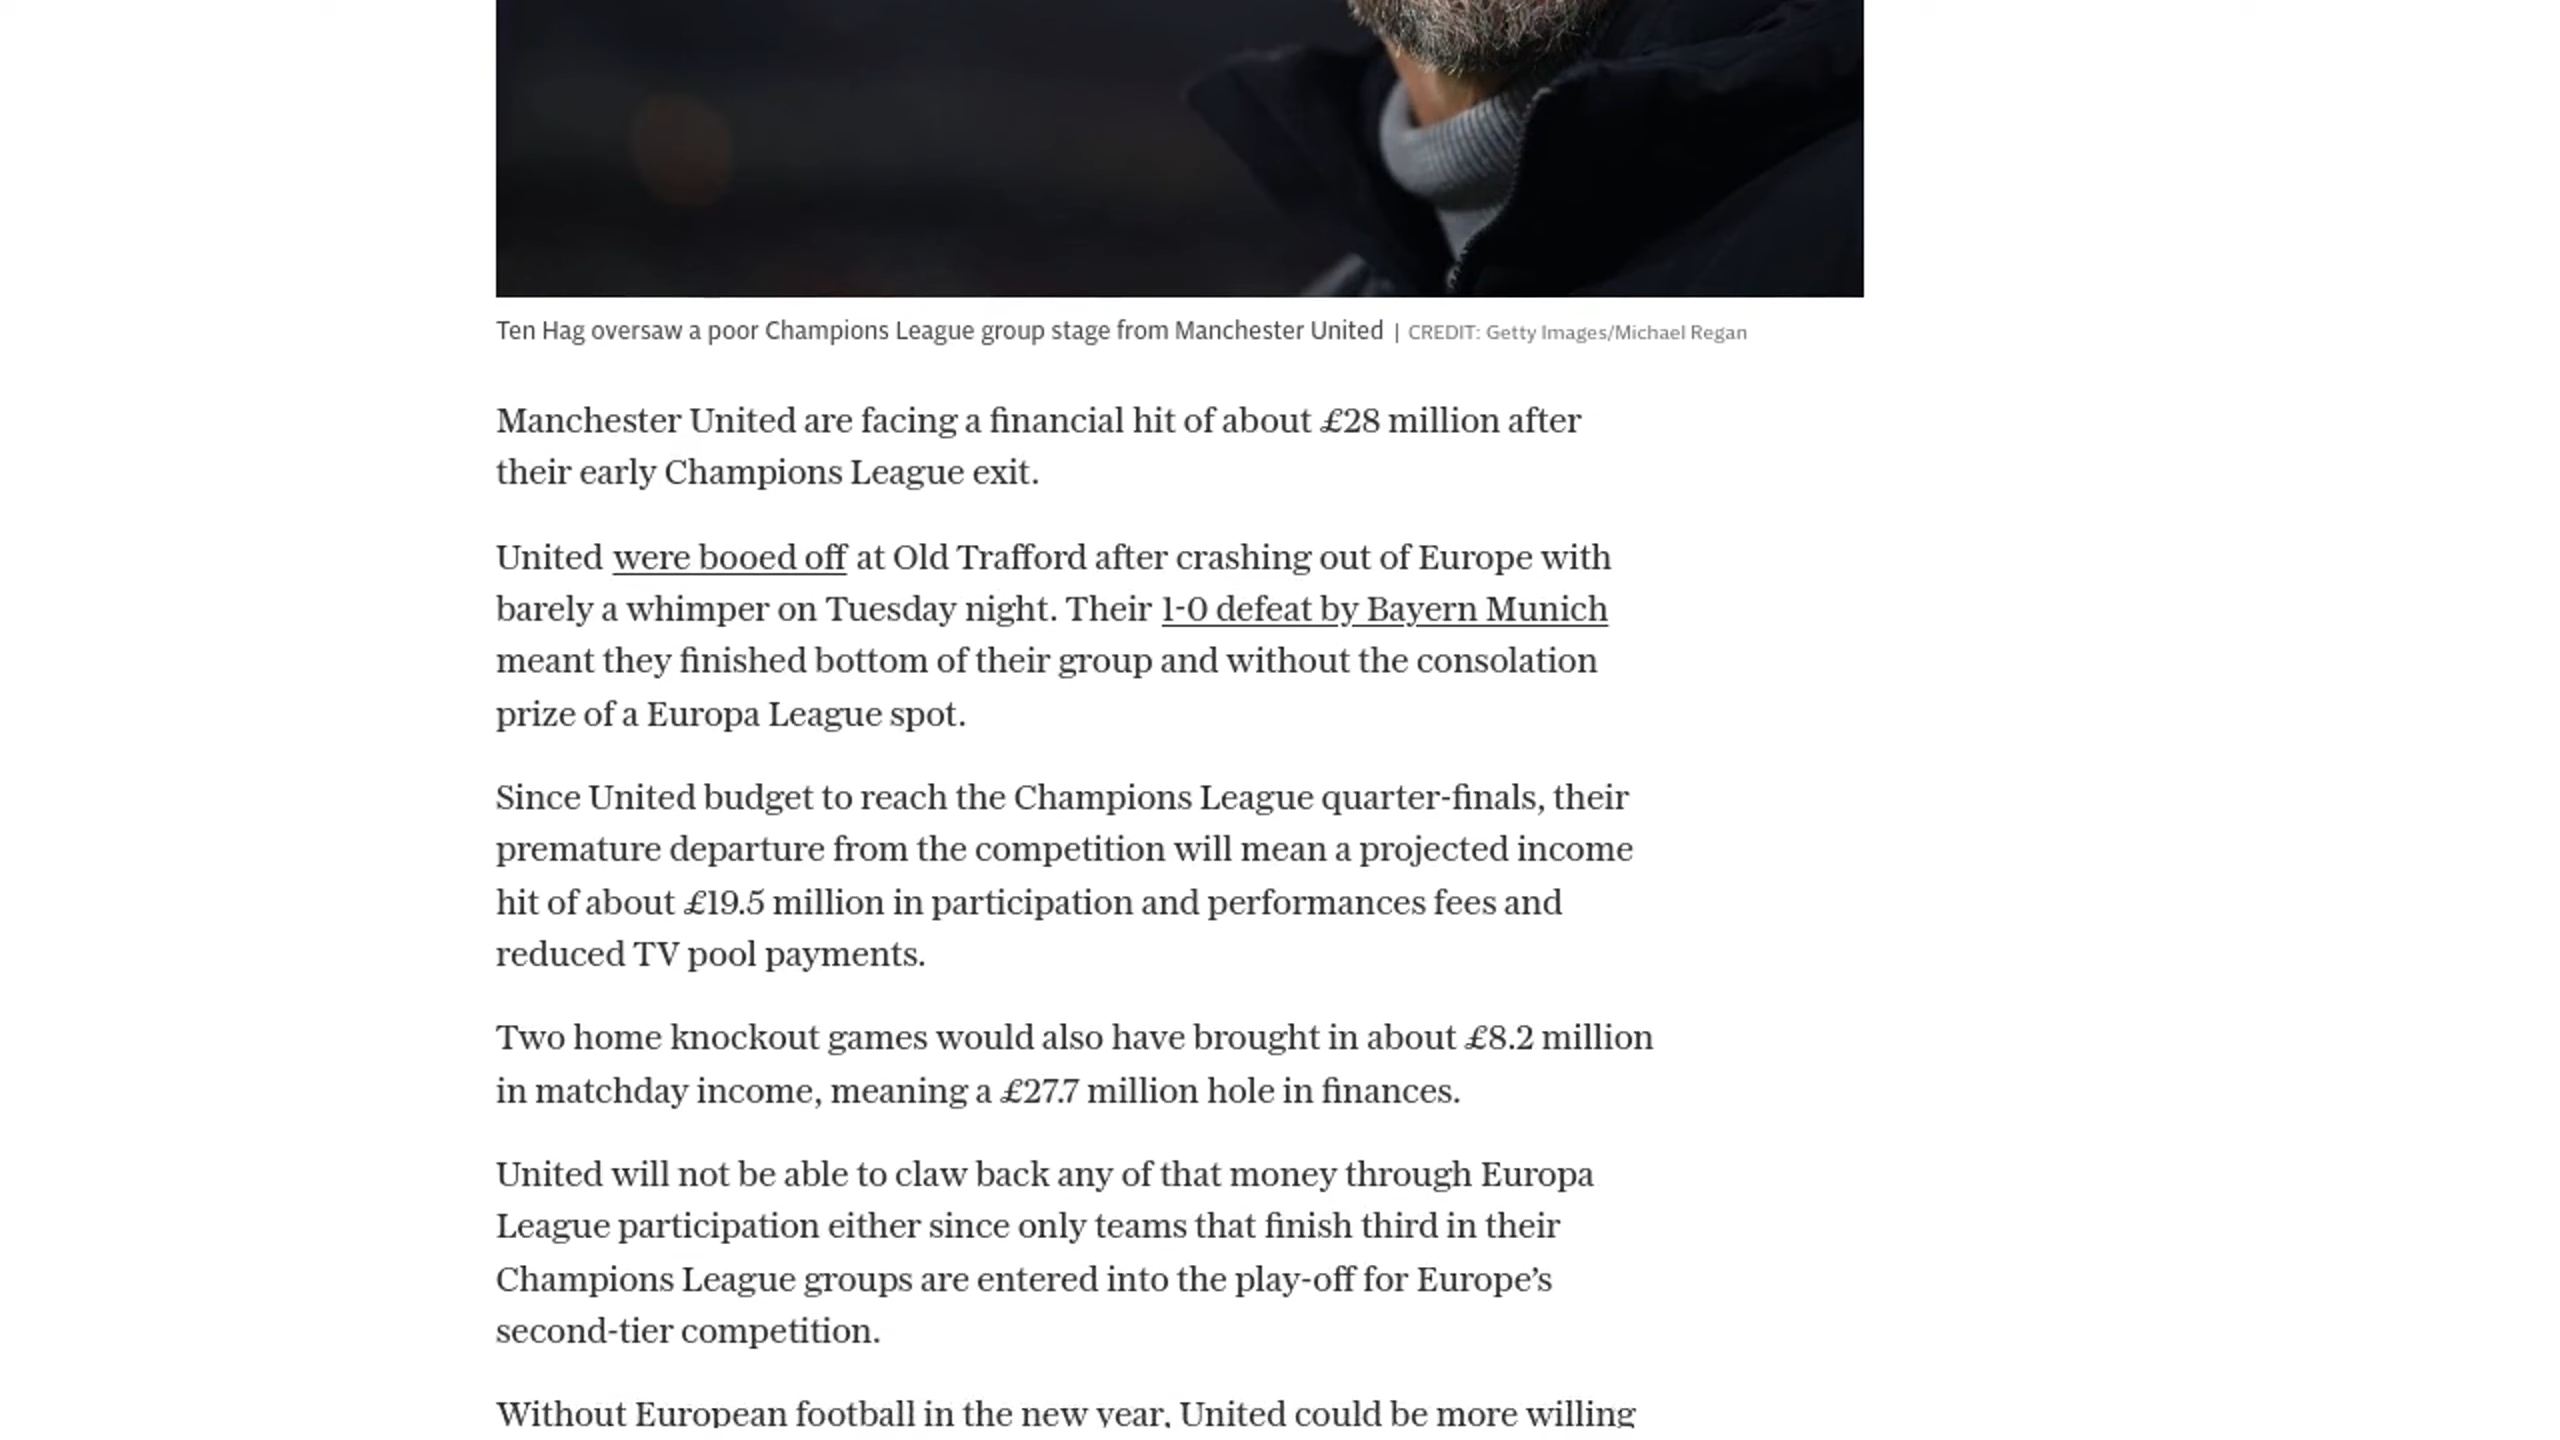 Ten Hag oversaw a poor Champions League group stage from Manchester United | CREDIT: Getty Images/Michael Regan
Manchester United are facing a financial hit of about £28 million after
their early Champions League exit.
United were booed off at Old Trafford after crashing out of Europe with
barely a whimper on Tuesday night. Their 1-0 defeat by Bayern Munich
meant they finished bottom of their group and without the consolation
prize of a Europa League spot.
Since United budget to reach the Champions League quarter-finals, their
premature departure from the competition will mean a projected income
hit of about £19.5 million in participation and performances fees and
reduced TV pool payments.
Two home knockout games would also have brought in about £8.2 million
in matchday income, meaning a £27.7 million hole in finances.
United will not be able to claw back any of that money through Europa
League participation either since only teams that finish third in their
Champions League groups are entered into the play-off for Europe’s
second-tier competition.
Without European football in the new year, United could be more willing